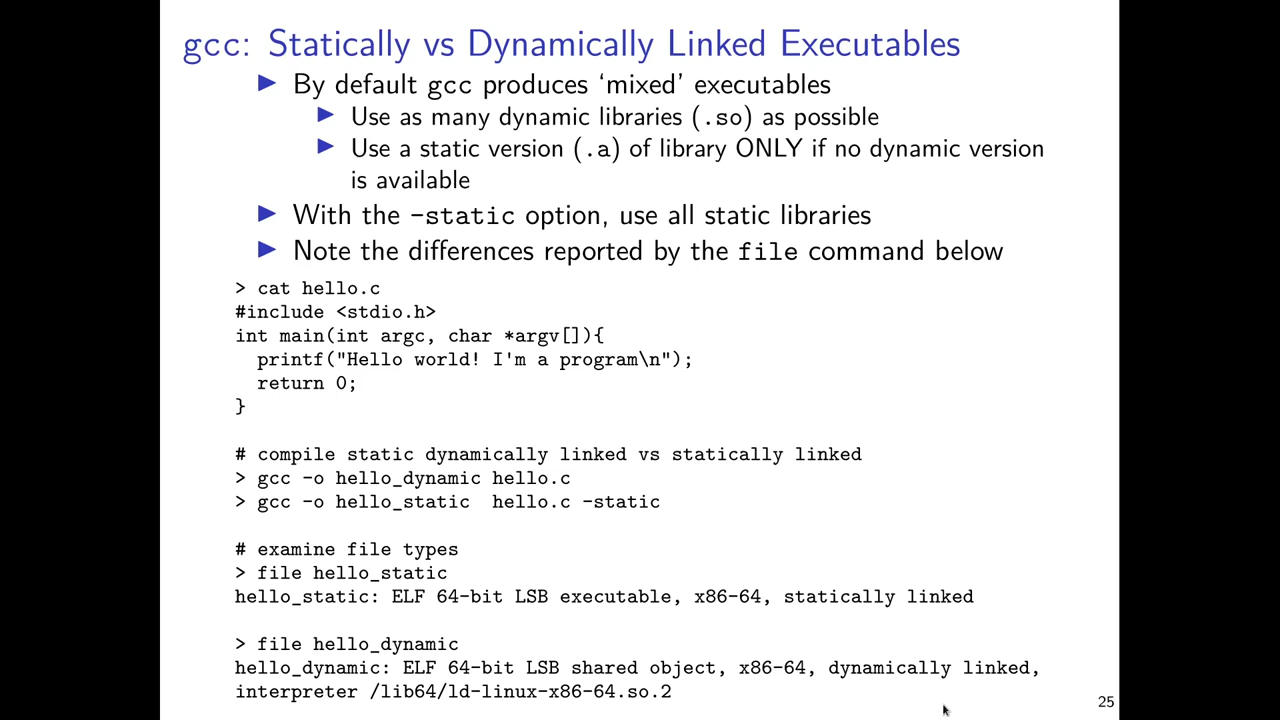 gcc: Statically vs Dynamically Linked Executables
▶ By default gcc produces ‘mixed’ executables
▶ Use as many dynamic libraries (.so) as possible
▶ Use a static version (.a) of library ONLY if no dynamic version
is available
▶ With the -static option, use all static libraries
▶ Note the differences reported by the file command below
> cat hello.c
#include <stdio.h>
int main(int argc, char *argv[]){
  printf("Hello world! I'm a program\n");
  return 0;
}
# compile static dynamically linked vs statically linked
> gcc -o hello_dynamic hello.c
> gcc -o hello_static  hello.c -static
# examine file types
> file hello_static
hello_static: ELF 64-bit LSB executable, x86-64, statically linked
> file hello_dynamic
hello_dynamic: ELF 64-bit LSB shared object, x86-64, dynamically linked,
interpreter /lib64/ld-linux-x86-64.so.2
25